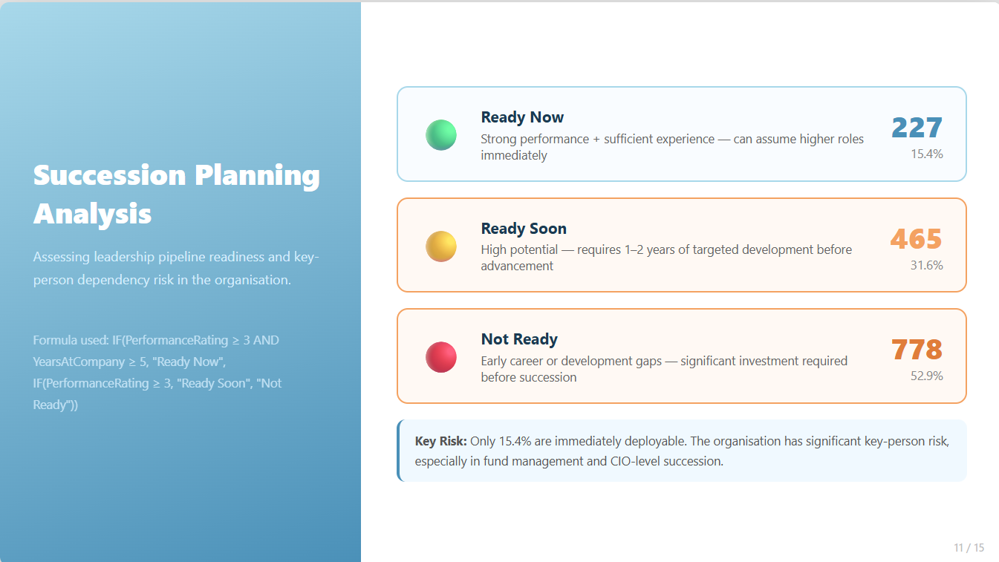 Succession Planning
Analysis
Assessing leadership pipeline readiness and key-
person dependency risk in the organisation.
Formula used: IF(PerformanceRating ≥ 3 AND
YearsAtCompany ≥ 5, "Ready Now",
IF(PerformanceRating ≥ 3, "Ready Soon", "Not
Ready"))
Ready Now
Strong performance + sufficient experience — can assume higher roles
immediately
227
15.4%
Ready Soon
High potential — requires 1–2 years of targeted development before
advancement
465
31.6%
Not Ready
Early career or development gaps — significant investment required
before succession
778
52.9%
Key Risk: Only 15.4% are immediately deployable. The organisation has significant key-person risk,
especially in fund management and CIO-level succession.
11 / 15